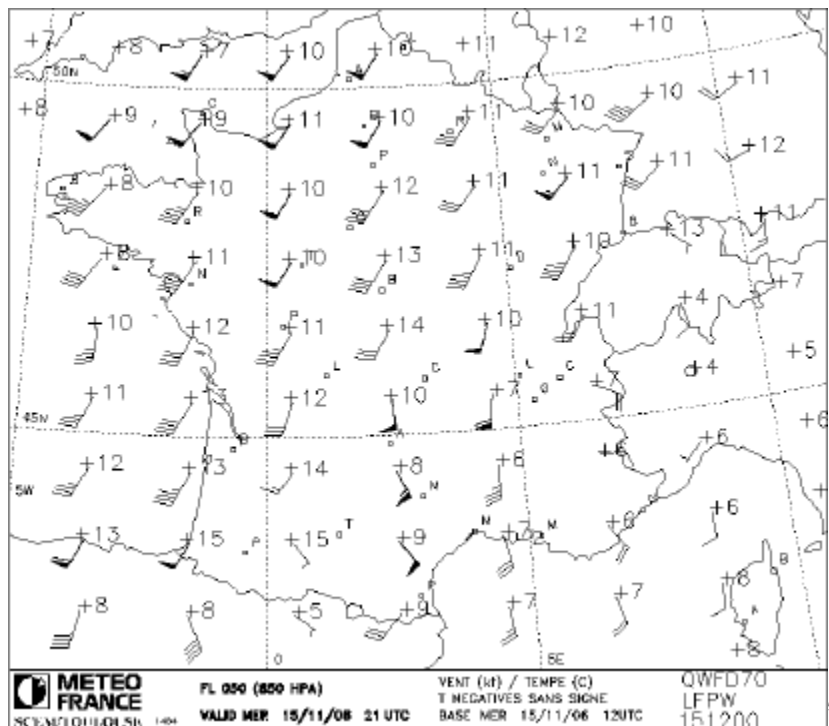 +7 +8 +10 +10 +11 +12 +10
50N
+8 +9 +9 +11 +10 +11 +10 +10 +11
+8 +10 +10 +12 +11 +11 +11 +12
+11 +10 +13 +11 +10 +13 +11
+10 +12 +11 +14 +10 +11 +4 +7
+11 +13 +12 +10 +7 +4 +5
45N
+12 +13 +14 +8 +6 +6 +6 +6
5W
+13 +15 +15 +9 +6 +6
+8 +8 +5 +9 +7 +7 +8
+8
0
5E
METEO FRANCE
FL 050 (850 HPA)
VALID MER 15/11/06 21 UTC
VENT (kt) / TEMPE (C)
T NEGATIVES SANS SIGNE
BASE MER 15/11/06 12UTC
QWFD70
LFPW
151200